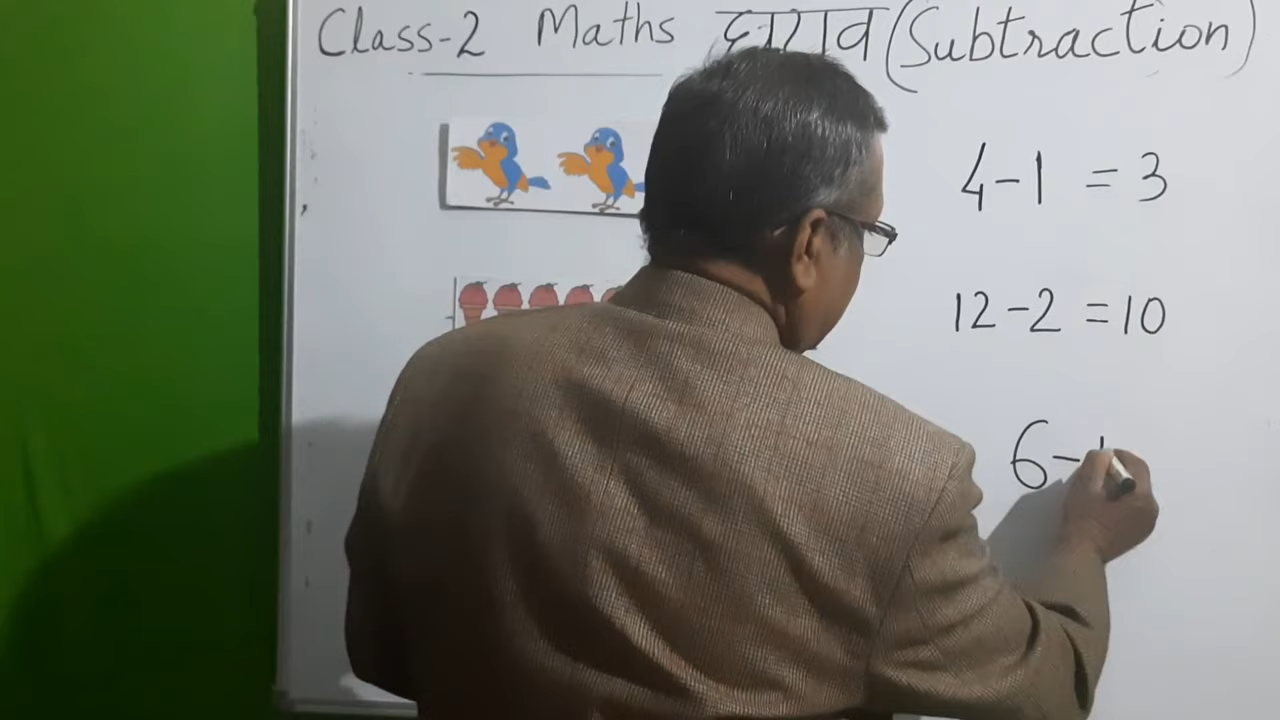 Class-2 Maths (Subtraction)
4-1 = 3
12-2 = 10
6-